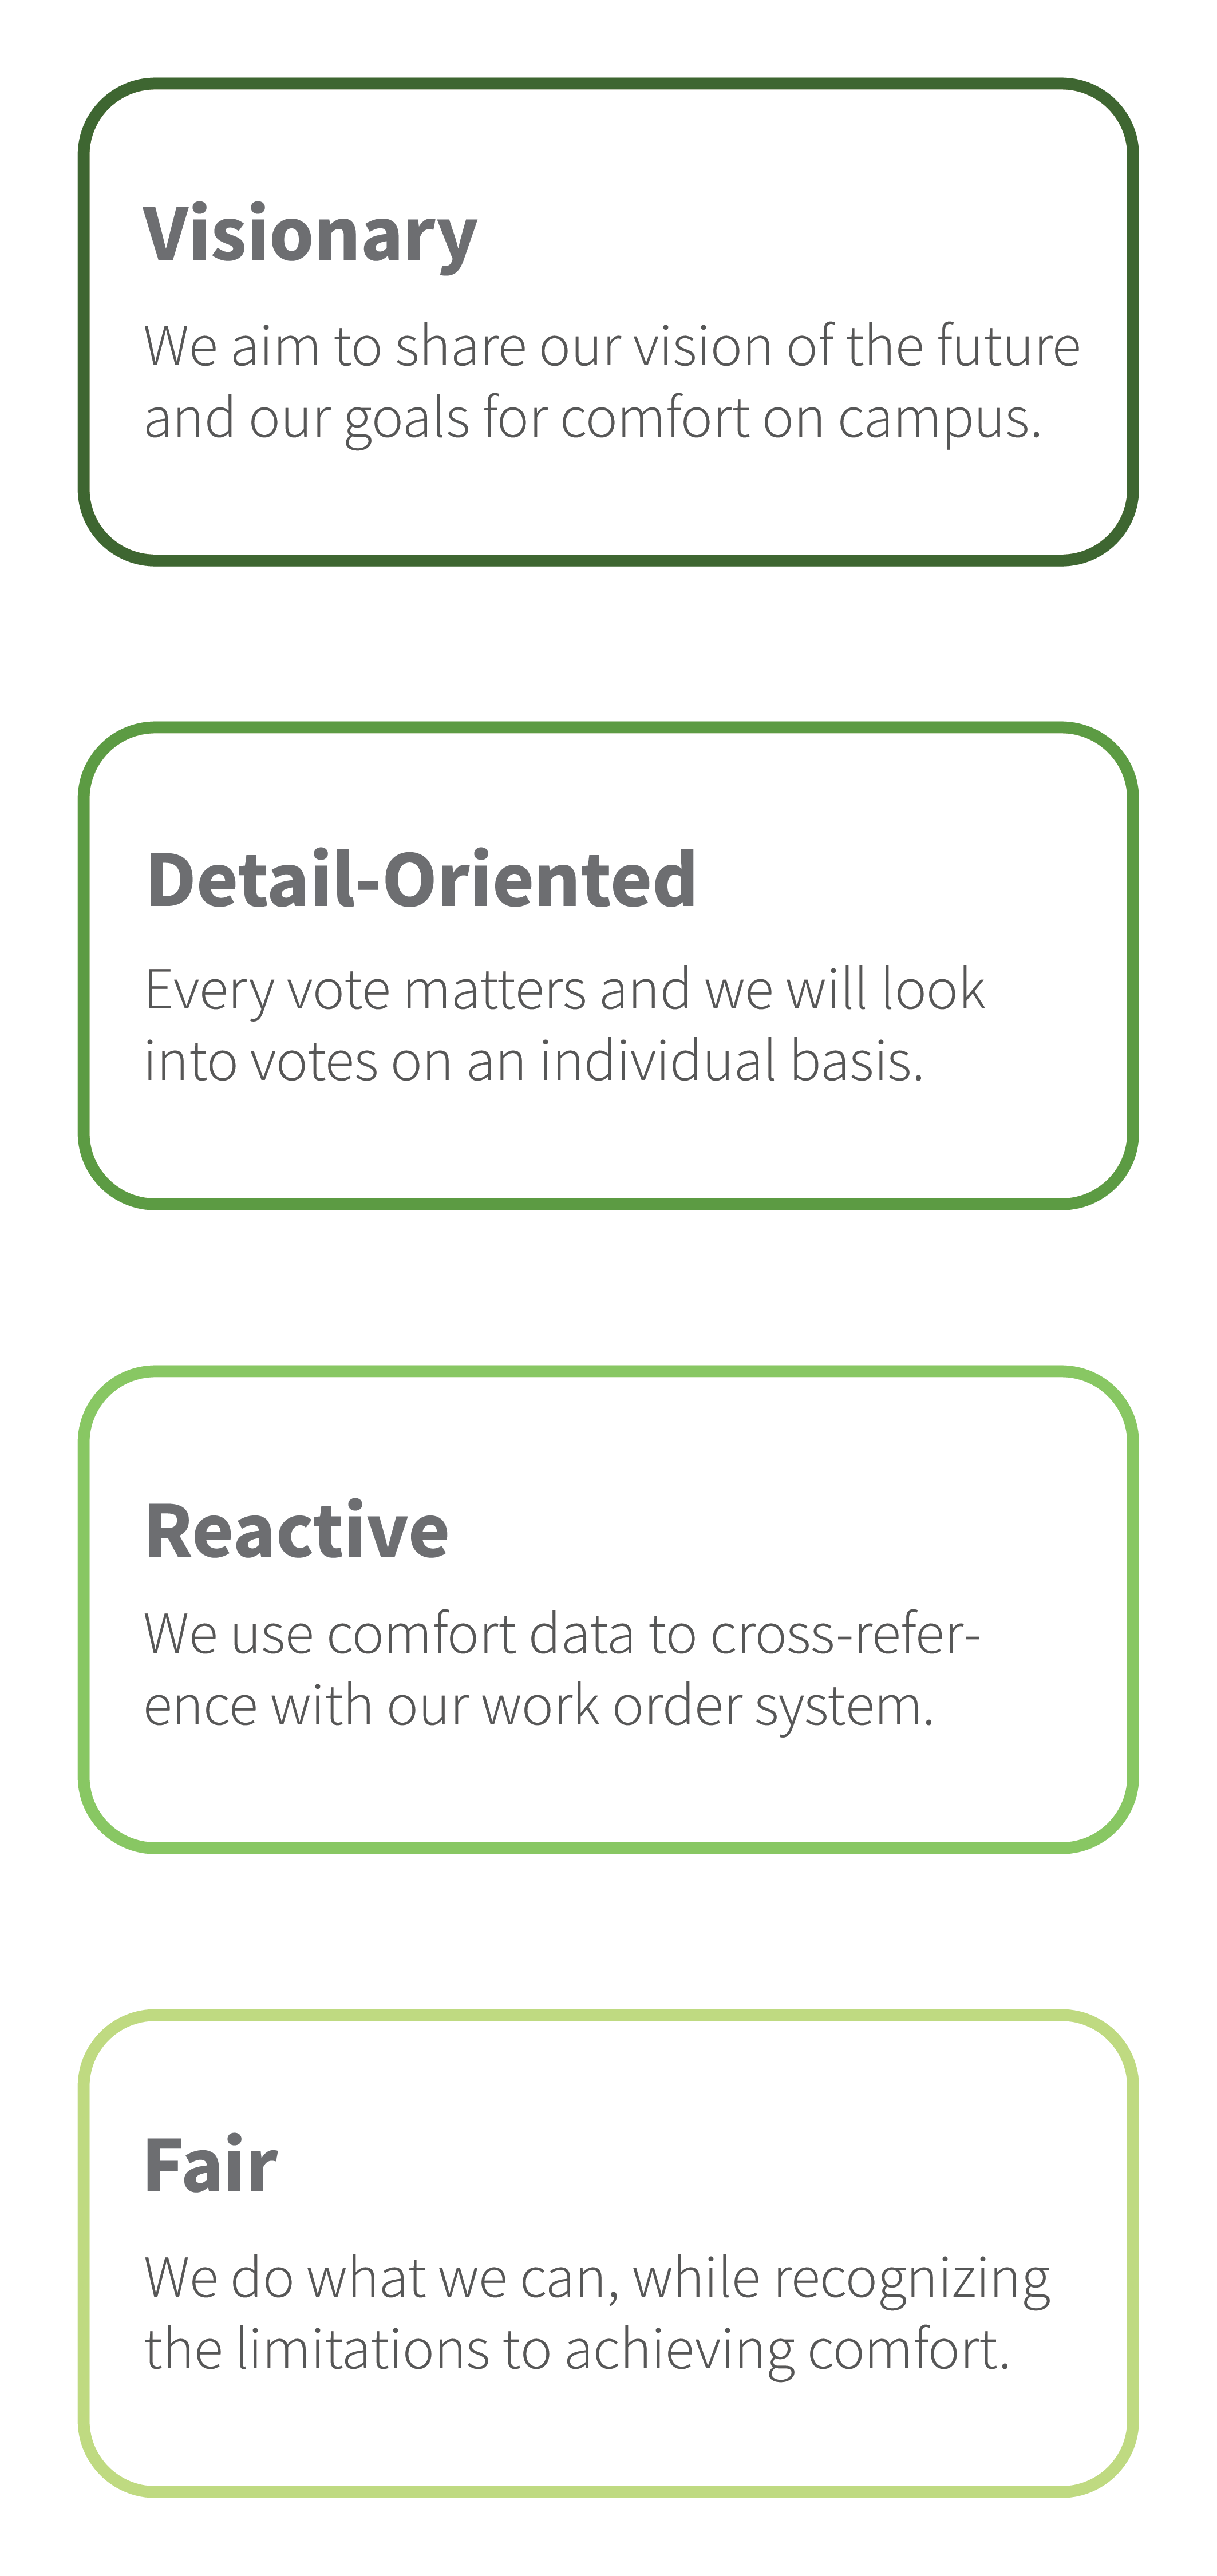 Visionary
We aim to share our vision of the future
and our goals for comfort on campus.
Detail-Oriented
Every vote matters and we will look
into votes on an individual basis.
Reactive
We use comfort data to cross-refer-
ence with our work order system.
Fair
We do what we can, while recognizing
the limitations to achieving comfort.